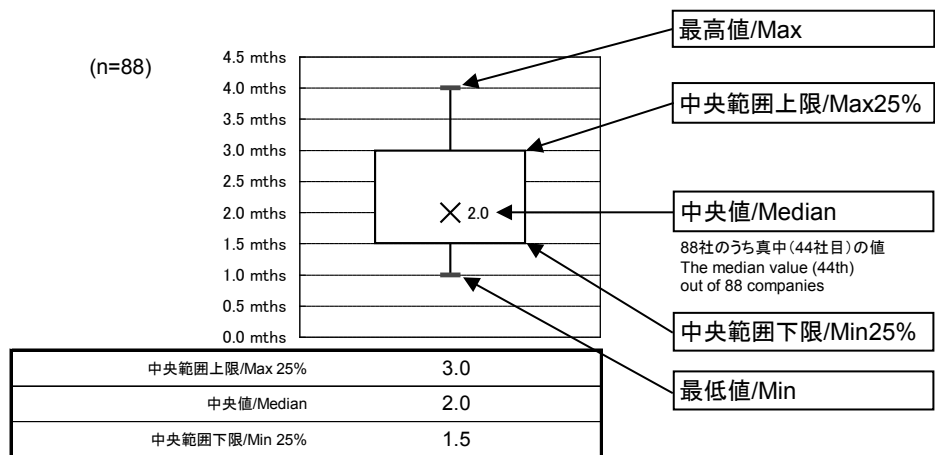 (n=88)
4.5 mths
4.0 mths
3.5 mths
3.0 mths
2.5 mths
2.0 mths
1.5 mths
1.0 mths
0.5 mths
0.0 mths
2.0
最高値/Max
中央範囲上限/Max25%
中央値/Median
88社のうち真中(44社目)の値
The median value (44th)
out of 88 companies
中央範囲下限/Min25%
最低値/Min
中央範囲上限/Max 25% 3.0
中央値/Median 2.0
中央範囲下限/Min 25% 1.5